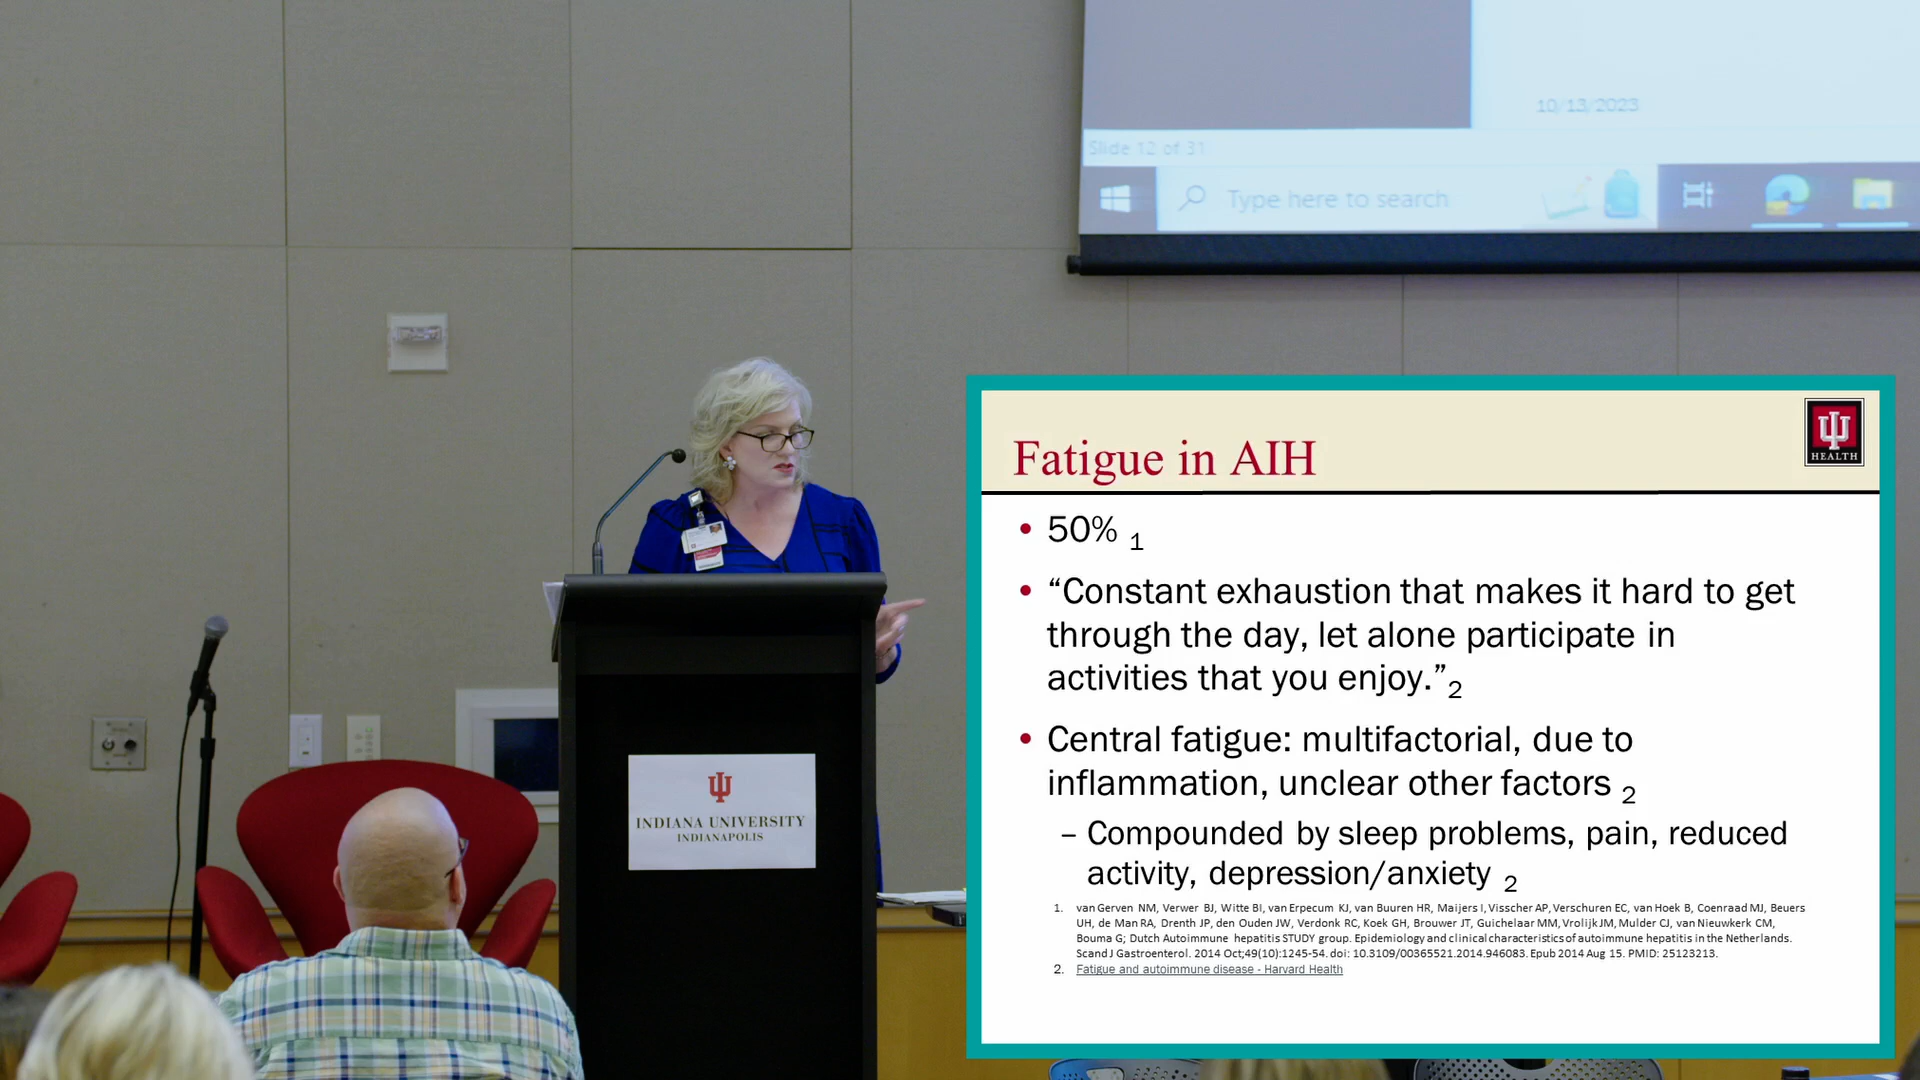 10/13/2023
Slide 12 of 31
Type here to search
Fatigue in AIH
HEALTH
• 50% 1
• “Constant exhaustion that makes it hard to get
through the day, let alone participate in
activities that you enjoy.” 2
• Central fatigue: multifactorial, due to
inflammation, unclear other factors 2
– Compounded by sleep problems, pain, reduced
activity, depression/anxiety 2
1. van Gerven NM, Verwer BJ, Witte BI, van Erpecum KJ, van Buuren HR, Maijers I, Visscher AP, Verschuren EC, van Hoek B, Coenraad MJ, Beuers
UH, de Man RA, Drenth JP, den Ouden JW, Verdonk RC, Koek GH, Brouwer JT, Guichelaar MM, Vrolijk JM, Mulder CJ, van Nieuwkerk CM,
Bouma G; Dutch Autoimmune hepatitis STUDY group. Epidemiology and clinical characteristics of autoimmune hepatitis in the Netherlands.
Scand J Gastroenterol. 2014 Oct;49(10):1245-54. doi: 10.3109/00365521.2014.946083. Epub 2014 Aug 15. PMID: 25123213.
2. Fatigue and autoimmune disease - Harvard Health
INDIANA UNIVERSITY
INDIANAPOLIS